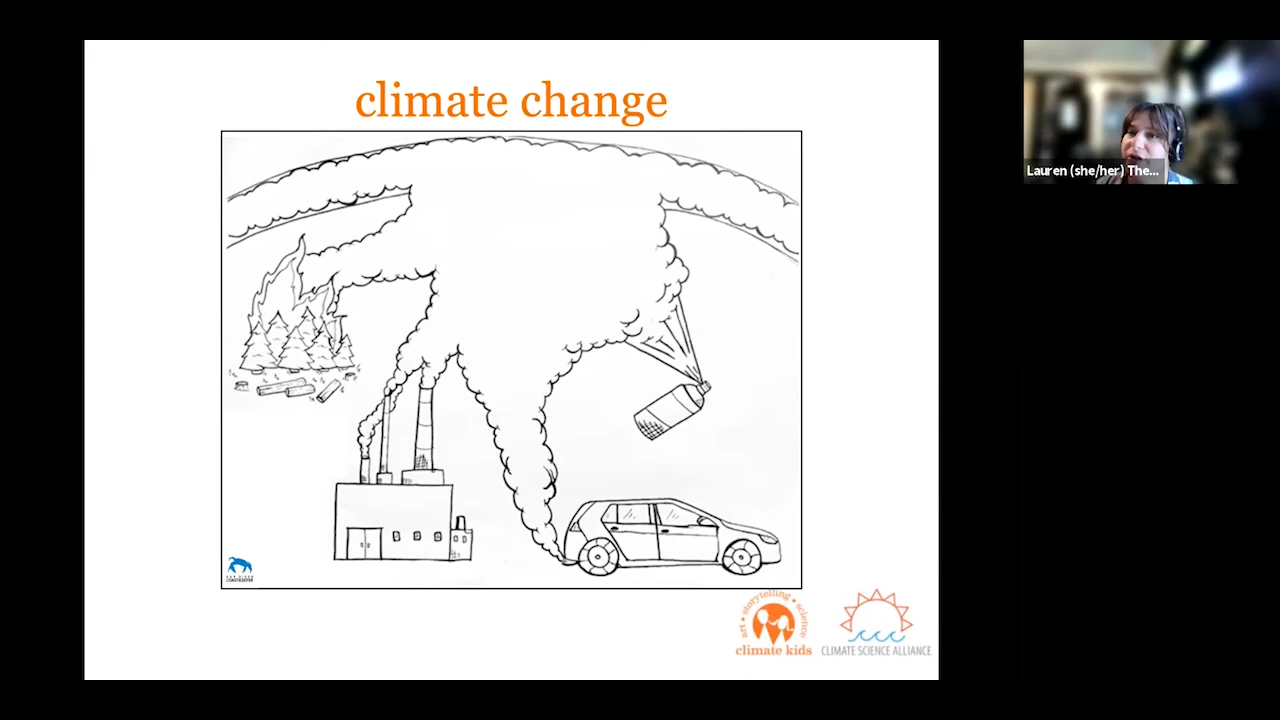 climate change
Lauren (she/her) The...
art • storytelling • science
climate kids
CLIMATE SCIENCE ALLIANCE